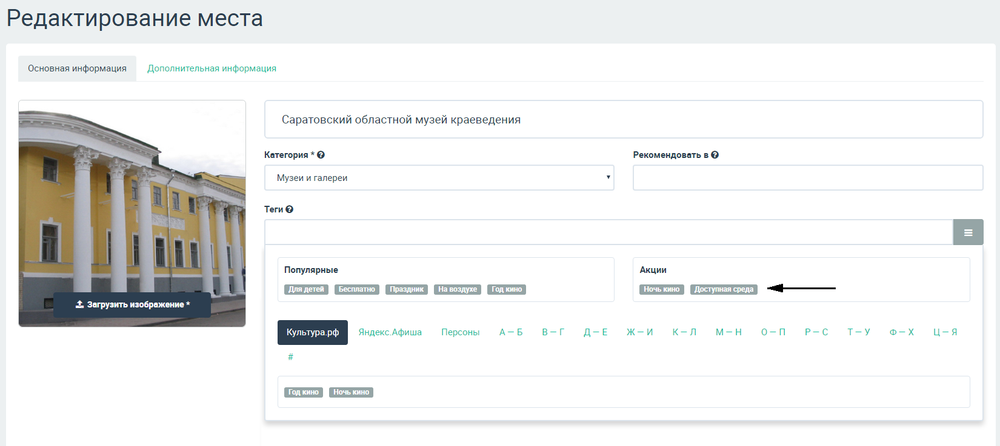 Редактирование места
Основная информация
Дополнительная информация
Загрузить изображение *
Саратовский областной музей краеведения
Категория *
Рекомендовать в
Музеи и галереи
Теги
Популярные
Для детей Бесплатно Праздник На воздухе Год кино
Акции
Ночь кино Доступная среда
Культура.рф Яндекс.Афиша Персоны А — Б В — Г Д — Е Ж — И К — Л М — Н О — П Р — С Т — У Ф — Х Ц — Я
#
Год кино Ночь кино